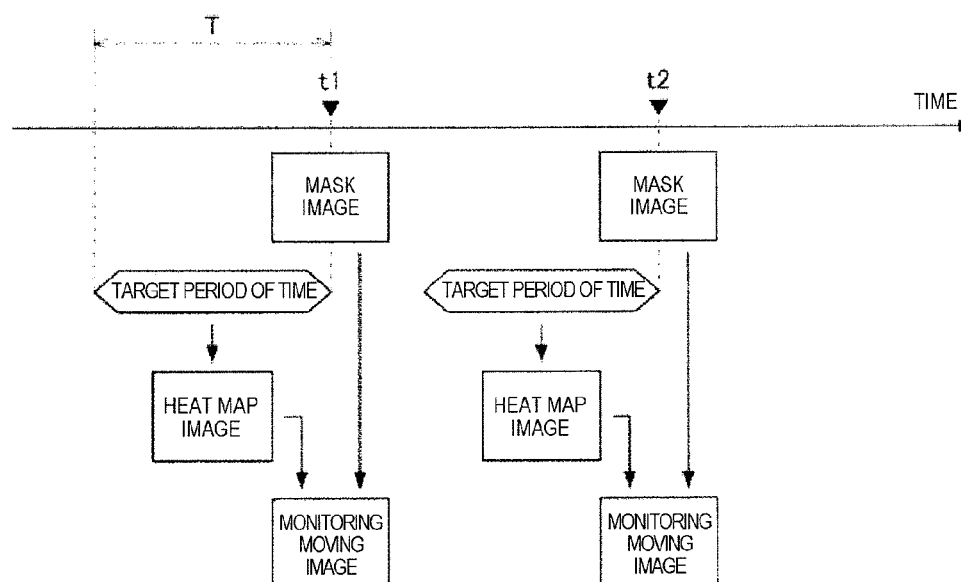 T
t1
t2
TIME
MASK
IMAGE
MASK
IMAGE
TARGET PERIOD OF TIME
TARGET PERIOD OF TIME
HEAT MAP
IMAGE
HEAT MAP
IMAGE
MONITORING
MOVING
IMAGE
MONITORING
MOVING
IMAGE